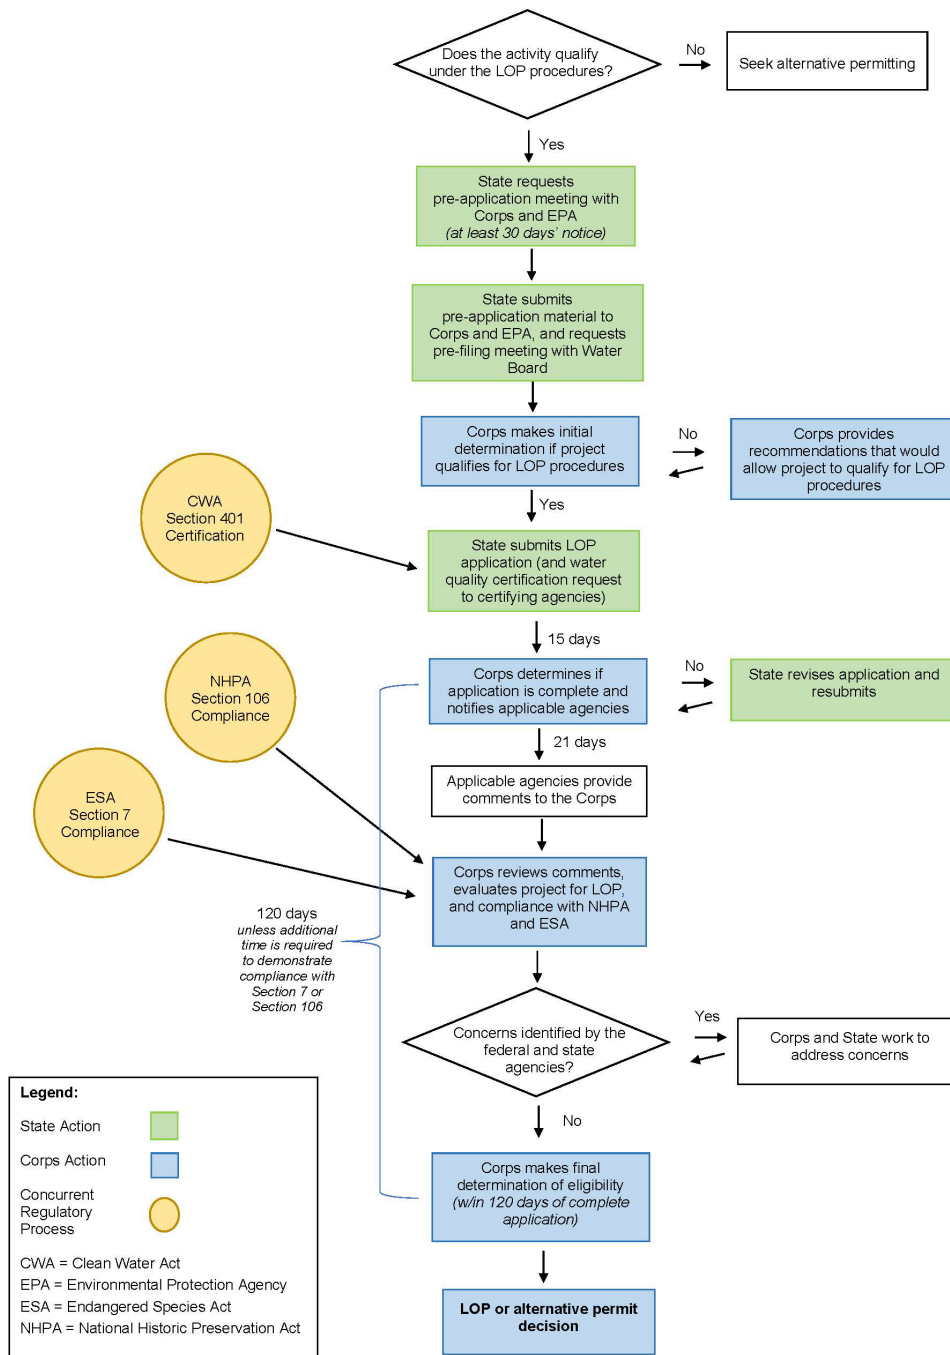 Does the activity qualify
under the LOP procedures?
No
Seek alternative permitting
Yes
State requests
pre-application meeting with
Corps and EPA
(at least 30 days' notice)
State submits
pre-application material to
Corps and EPA, and requests
pre-filing meeting with Water
Board
Corps makes initial
determination if project
qualifies for LOP procedures
No
Corps provides
recommendations that would
allow project to qualify for LOP
procedures
Yes
CWA
Section 401
Certification
State submits LOP
application (and water
quality certification request
to certifying agencies)
15 days
NHPA
Section 106
Compliance
Corps determines if
application is complete and
notifies applicable agencies
No
State revises application and
resubmits
21 days
Applicable agencies provide
comments to the Corps
ESA
Section 7
Compliance
Corps reviews comments,
evaluates project for LOP,
and compliance with NHPA
and ESA
120 days
unless additional
time is required
to demonstrate
compliance with
Section 7 or
Section 106
Concerns identified by the
federal and state
agencies?
Yes
Corps and State work to
address concerns
No
Corps makes final
determination of eligibility
(w/in 120 days of complete
application)
LOP or alternative permit
decision
Legend:
State Action
Corps Action
Concurrent
Regulatory
Process
CWA = Clean Water Act
EPA = Environmental Protection Agency
ESA = Endangered Species Act
NHPA = National Historic Preservation Act